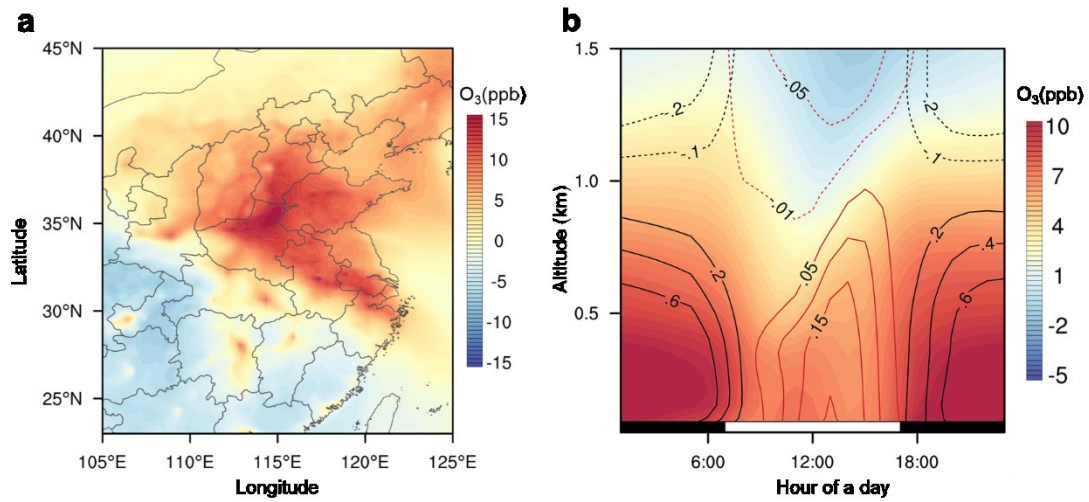 a
45°N
40°N
35°N
30°N
25°N
Latitude
105°E 110°E 115°E 120°E 125°E
Longitude
O₃(ppb)
15
10
5
0
-5
-10
-15
b
1.5
1.0
0.5
Altitude (km)
.05
-.2
.2
-.1
.1
-.01
.2
.2
.4
.05
.6
.6
.15
6:00 12:00 18:00
Hour of a day
O₃(ppb)
10
7
4
1
-2
-5